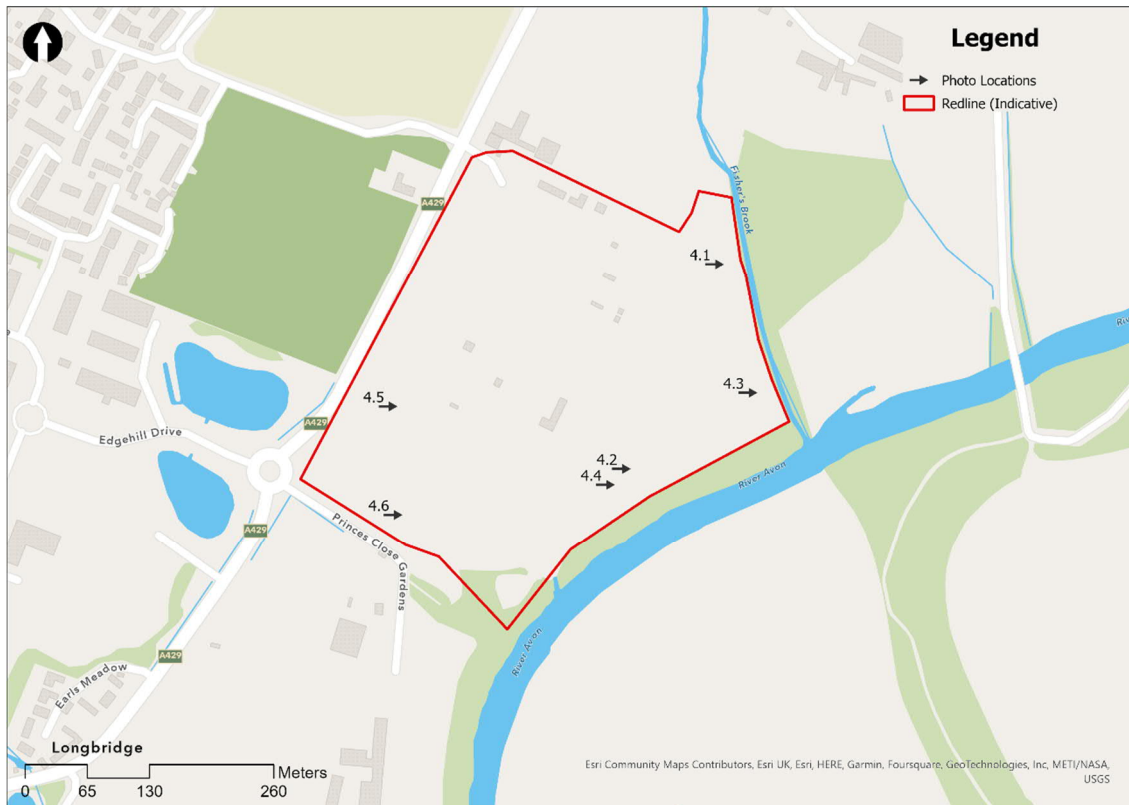 Legend
Photo Locations
Redline (Indicative)
Fisher's Brook
A429
4.1
4.3
4.5
A429
Edgehill Drive
4.2
4.4
River Avon
4.6
Princes Close Gardens
A429
River Avon
A429
Earls Meadow
Longbridge
Meters
0 65 130 260
Esri Community Maps Contributors, Esri UK, Esri, HERE, Garmin, Foursquare, GeoTechnologies, Inc, METI/NASA,
USGS